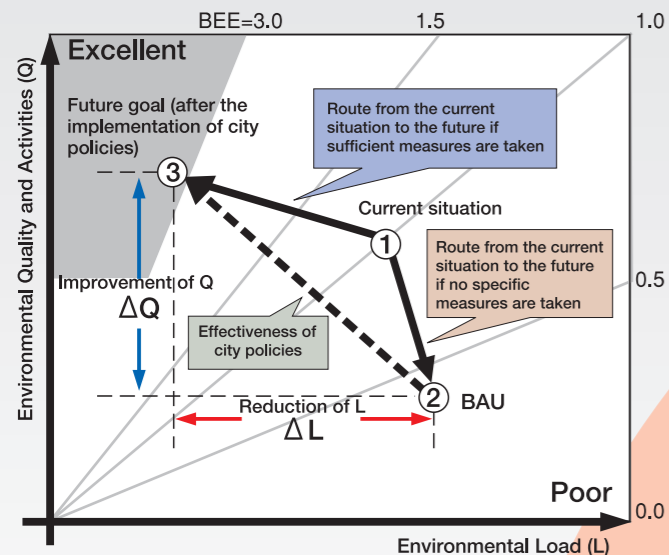 BEE=3.0
1.5
1.0
Excellent
Future goal (after the
implementation of city
policies)
3
Route from the current
situation to the future if
sufficient measures are taken
Current situation
1
Route from the current
situation to the future
if no specific
measures are taken
0.5
Improvement of Q
ΔQ
Effectiveness of
city policies
2
BAU
Reduction of L
ΔL
Poor
0.0
Environmental Load (L)
Environmental Quality and Activities (Q)